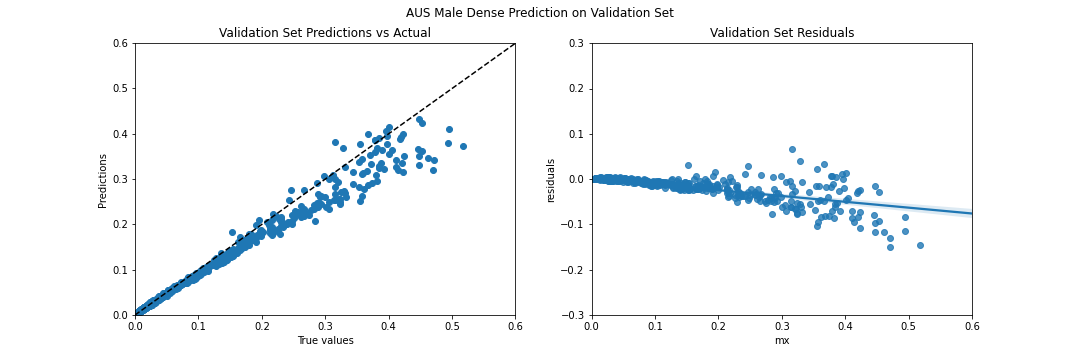 AUS Male Dense Prediction on Validation Set
Validation Set Predictions vs Actual
0.6
0.5
0.4
0.3
0.2
0.1
0.0
Predictions
0.0 0.1 0.2 0.3 0.4 0.5 0.6
True values
Validation Set Residuals
0.3
0.2
0.1
0.0
−0.1
−0.2
−0.3
residuals
0.0 0.1 0.2 0.3 0.4 0.5 0.6
mx